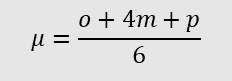 μ = (o + 4m + p) / 6